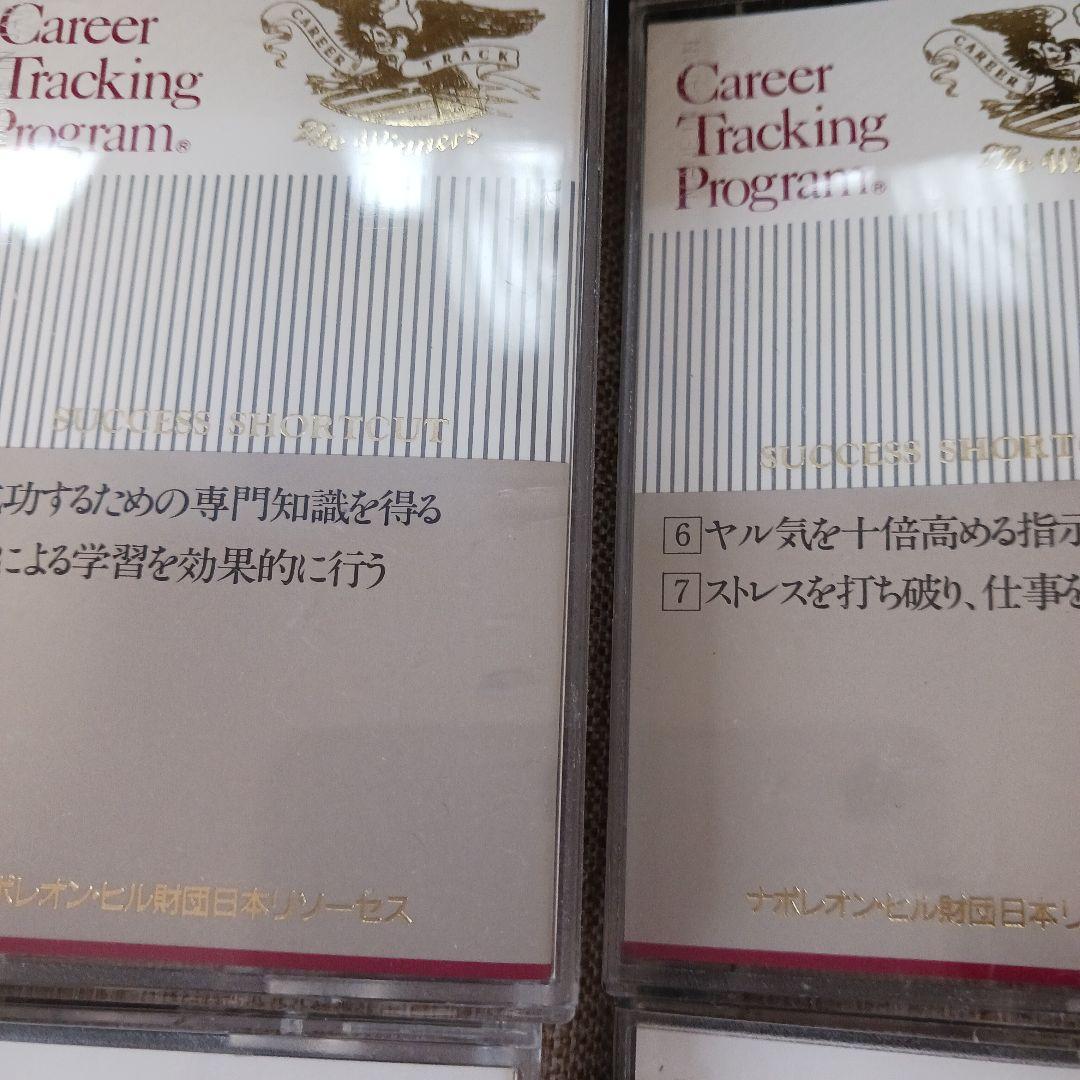 Career
Tracking
Program®
CAREER TRACK
The Winners
SUCCESS SHORTCUT
功するための専門知識を得る
による学習を効果的に行う
ポレオン・ヒル財団日本リソーセス
Career
Tracking
Program®
CAREER
The Wi
SUCCESS SHORT
6 ヤル気を十倍高める指示
7 ストレスを打ち破り、仕事を
ナポレオン・ヒル財団日本リ